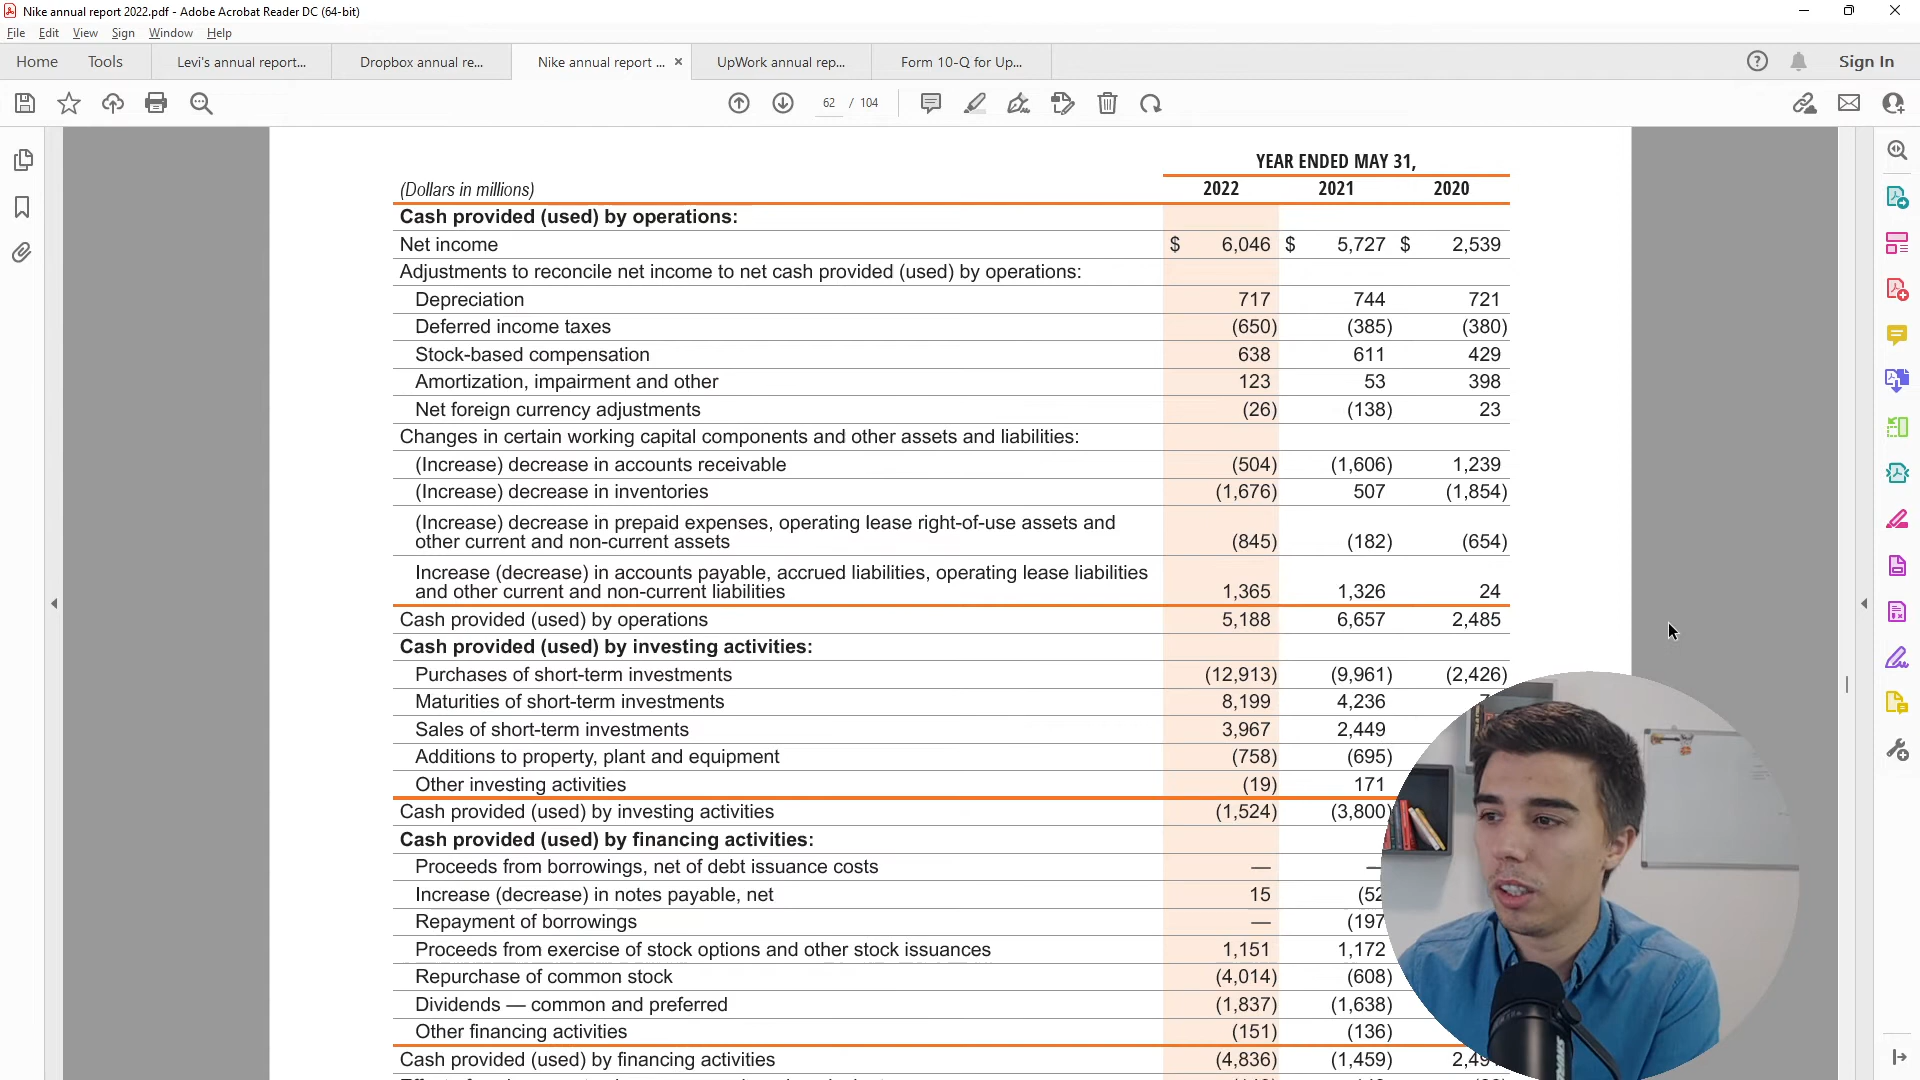 Nike annual report 2022.pdf - Adobe Acrobat Reader DC (64-bit)
File Edit View Sign Window Help
Home Tools Levi's annual report... Dropbox annual re... Nike annual report ... × UpWork annual rep... Form 10-Q for Up... Sign In
62 / 104
YEAR ENDED MAY 31,
(Dollars in millions) 2022 2021 2020
Cash provided (used) by operations:
Net income $ 6,046 $ 5,727 $ 2,539
Adjustments to reconcile net income to net cash provided (used) by operations:
Depreciation 717 744 721
Deferred income taxes (650) (385) (380)
Stock-based compensation 638 611 429
Amortization, impairment and other 123 53 398
Net foreign currency adjustments (26) (138) 23
Changes in certain working capital components and other assets and liabilities:
(Increase) decrease in accounts receivable (504) (1,606) 1,239
(Increase) decrease in inventories (1,676) 507 (1,854)
(Increase) decrease in prepaid expenses, operating lease right-of-use assets and
other current and non-current assets (845) (182) (654)
Increase (decrease) in accounts payable, accrued liabilities, operating lease liabilities
and other current and non-current liabilities 1,365 1,326 24
Cash provided (used) by operations 5,188 6,657 2,485
Cash provided (used) by investing activities:
Purchases of short-term investments (12,913) (9,961) (2,426)
Maturities of short-term investments 8,199 4,236
Sales of short-term investments 3,967 2,449
Additions to property, plant and equipment (758) (695)
Other investing activities (19) 171
Cash provided (used) by investing activities (1,524) (3,800)
Cash provided (used) by financing activities:
Proceeds from borrowings, net of debt issuance costs — —
Increase (decrease) in notes payable, net 15 (52
Repayment of borrowings — (197
Proceeds from exercise of stock options and other stock issuances 1,151 1,172
Repurchase of common stock (4,014) (608)
Dividends — common and preferred (1,837) (1,638)
Other financing activities (151) (136)
Cash provided (used) by financing activities (4,836) (1,459)